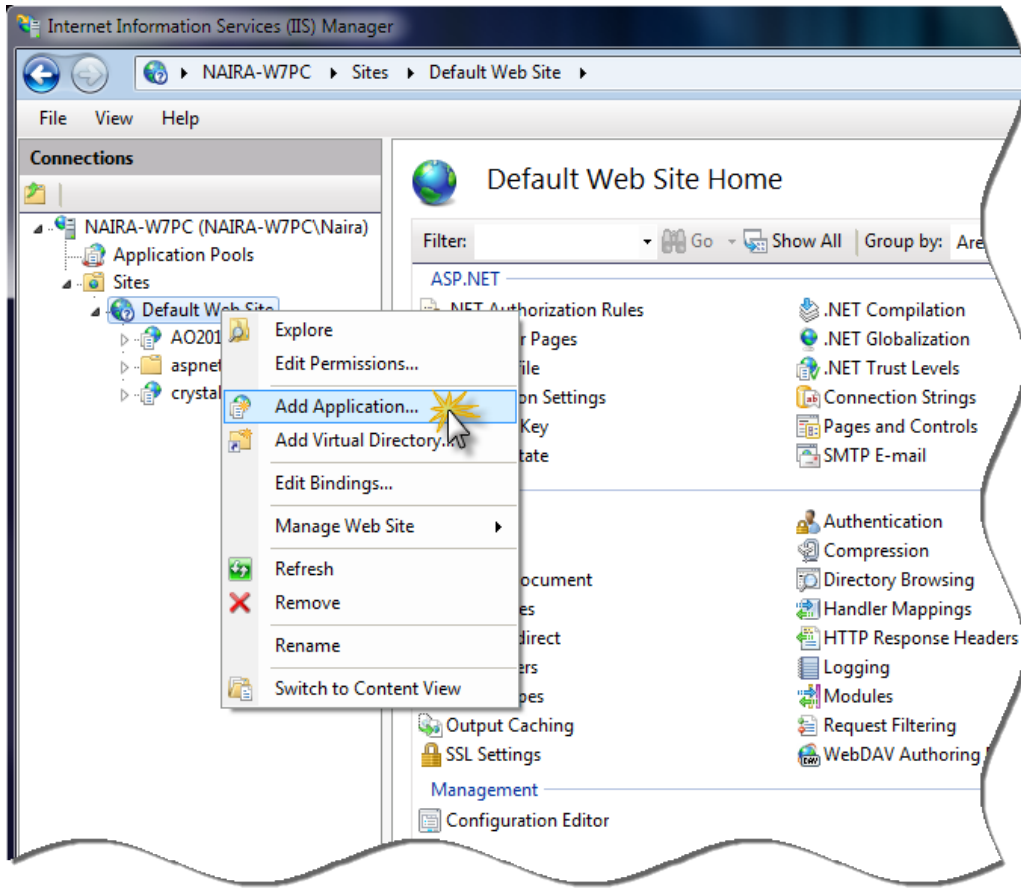 Internet Information Services (IIS) Manager
NAIRA-W7PC Sites Default Web Site
File View Help
Connections
NAIRA-W7PC (NAIRA-W7PC\Naira)
Application Pools
Sites
Default Web Site
AO201
aspnet
crystal
Explore
Edit Permissions...
Add Application...
Add Virtual Directory...
Edit Bindings...
Manage Web Site
Refresh
Remove
Rename
Switch to Content View
Default Web Site Home
Filter: Go Show All Group by: Are
ASP.NET
.NET Authorization Rules
.NET Compilation
r Pages
.NET Globalization
ile
.NET Trust Levels
on Settings
Connection Strings
Key
Pages and Controls
tate
SMTP E-mail
Authentication
Compression
ocument
Directory Browsing
es
Handler Mappings
direct
HTTP Response Headers
ers
Logging
pes
Modules
Output Caching
Request Filtering
SSL Settings
WebDAV Authoring
Management
Configuration Editor